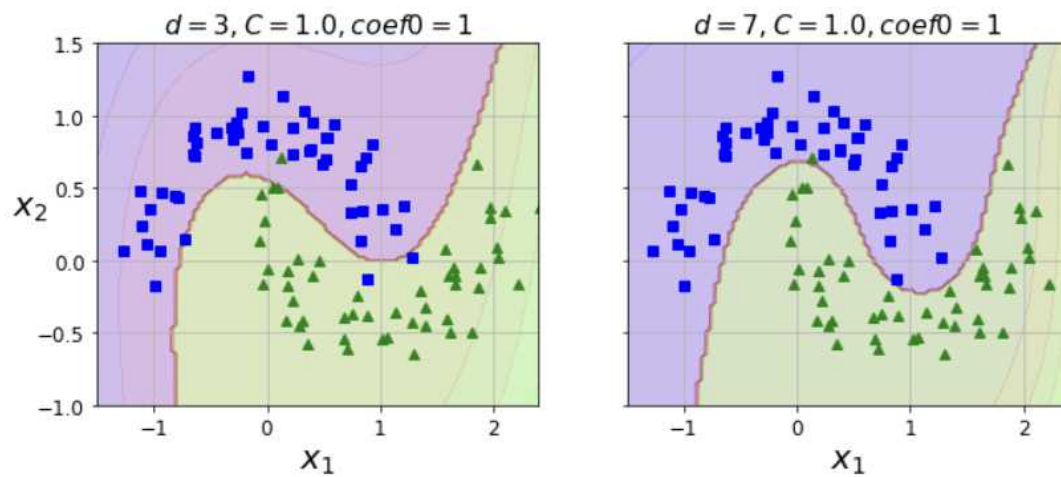 d = 3, C = 1.0, coef0 = 1
d = 7, C = 1.0, coef0 = 1
1.5
1.0
0.5
0.0
−0.5
−1.0
x₂
−1 0 1 2
−1 0 1 2
x₁
x₁